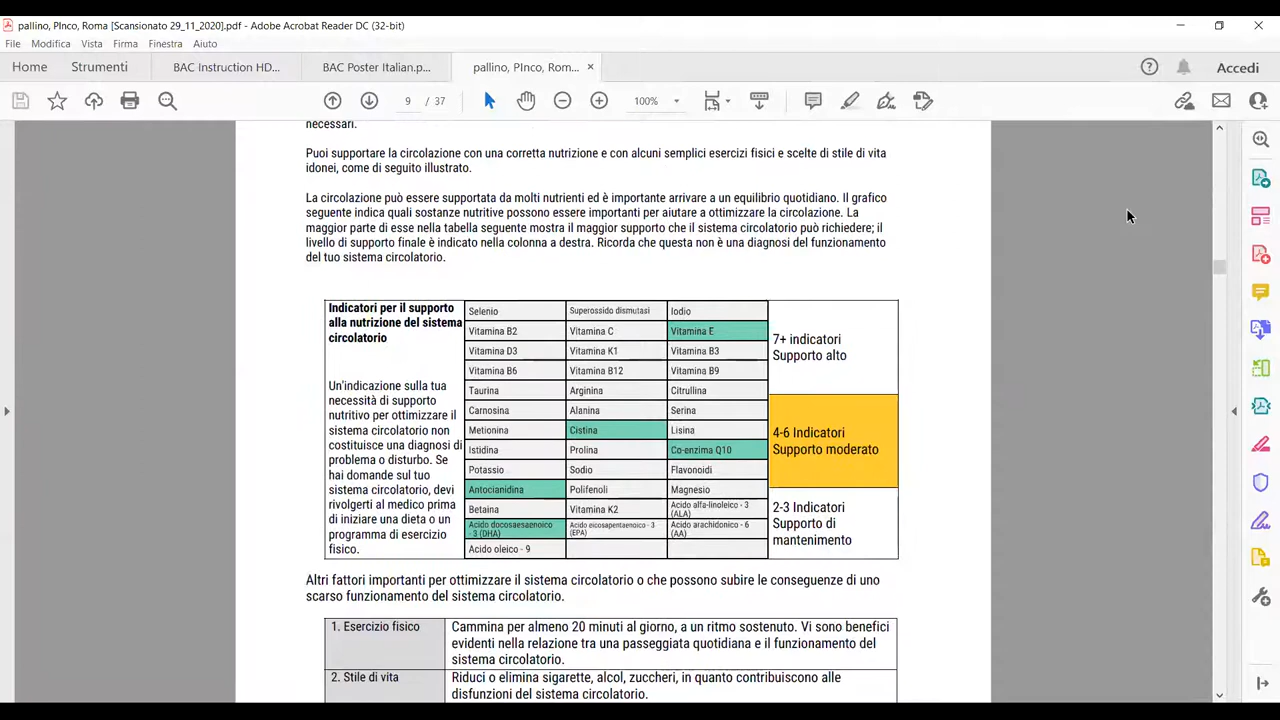 pallino, PInco, Roma [Scansionato 29_11_2020].pdf - Adobe Acrobat Reader DC (32-bit)
File Modifica Vista Firma Finestra Aiuto
Home Strumenti BAC Instruction HD... BAC Poster Italian.p... pallino, PInco, Rom... ×
Accedi
9 / 37 100%
necessari.
Puoi supportare la circolazione con una corretta nutrizione e con alcuni semplici esercizi fisici e scelte di stile di vita
idonei, come di seguito illustrato.
La circolazione può essere supportata da molti nutrienti ed è importante arrivare a un equilibrio quotidiano. Il grafico
seguente indica quali sostanze nutritive possono essere importanti per aiutare a ottimizzare la circolazione. La
maggior parte di esse nella tabella seguente mostra il maggior supporto che il sistema circolatorio può richiedere; il
livello di supporto finale è indicato nella colonna a destra. Ricorda che questa non è una diagnosi del funzionamento
del tuo sistema circolatorio.
Indicatori per il supporto
alla nutrizione del sistema
circolatorio
Un'indicazione sulla tua
necessità di supporto
nutritivo per ottimizzare il
sistema circolatorio non
costituisce una diagnosi di
problema o disturbo. Se
hai domande sul tuo
sistema circolatorio, devi
rivolgerti al medico prima
di iniziare una dieta o un
programma di esercizio
fisico.
Selenio Superossido dismutasi Iodio
Vitamina B2 Vitamina C Vitamina E
Vitamina D3 Vitamina K1 Vitamina B3
Vitamina B6 Vitamina B12 Vitamina B9
Taurina Arginina Citrullina
Carnosina Alanina Serina
Metionina Cistina Lisina
Istidina Prolina Co-enzima Q10
Potassio Sodio Flavonoidi
Antocianidina Polifenoli Magnesio
Betaina Vitamina K2 Acido alfa-linoleico - 3
(ALA)
Acido docosaesaenoico Acido eicosapentaenoico - 3 Acido arachidonico - 6
- 3 (DHA) (EPA) (AA)
Acido oleico - 9
7+ indicatori
Supporto alto
4-6 Indicatori
Supporto moderato
2-3 Indicatori
Supporto di
mantenimento
Altri fattori importanti per ottimizzare il sistema circolatorio o che possono subire le conseguenze di uno
scarso funzionamento del sistema circolatorio.
1. Esercizio fisico Cammina per almeno 20 minuti al giorno, a un ritmo sostenuto. Vi sono benefici
evidenti nella relazione tra una passeggiata quotidiana e il funzionamento del
sistema circolatorio.
2. Stile di vita Riduci o elimina sigarette, alcol, zuccheri, in quanto contribuiscono alle
disfunzioni del sistema circolatorio.